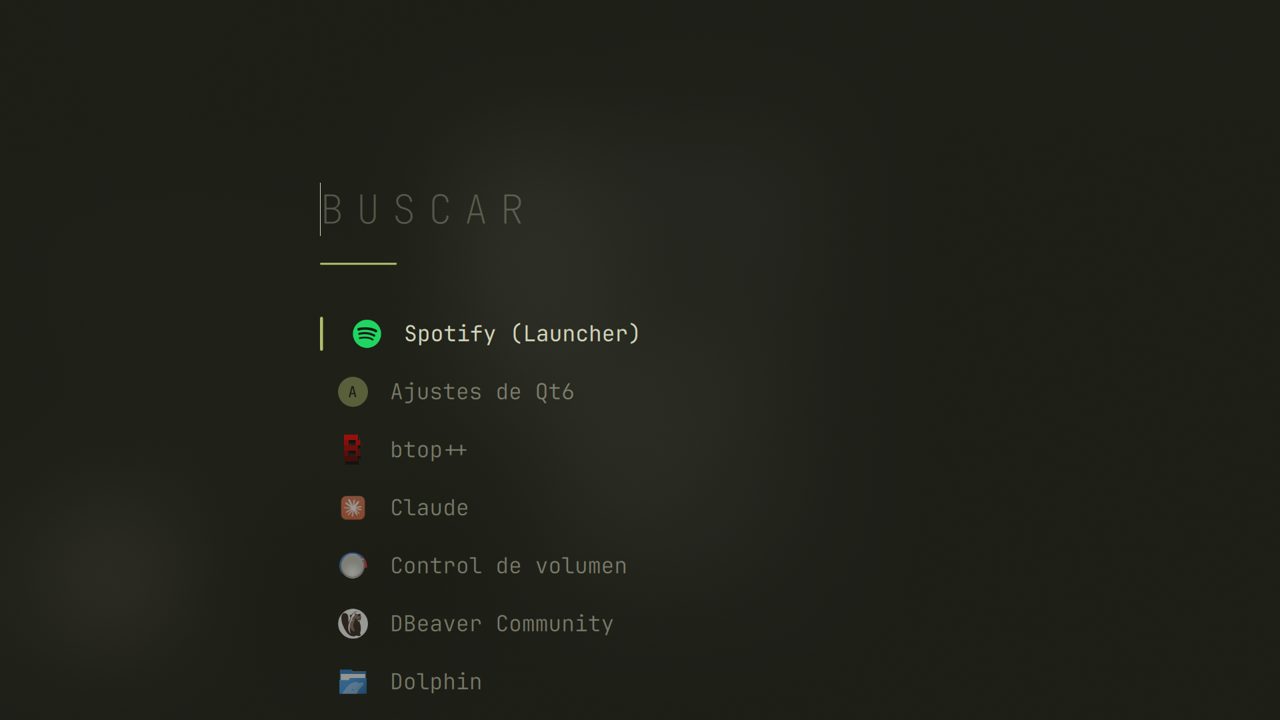 BUSCAR
Spotify (Launcher)
A Ajustes de Qt6
btop++
Claude
Control de volumen
DBeaver Community
Dolphin